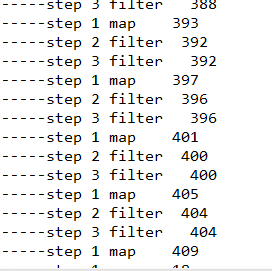 -----step 3 filter   388
-----step 1 map    393
-----step 2 filter   392
-----step 3 filter   392
-----step 1 map    397
-----step 2 filter  396
-----step 3 filter   396
-----step 1 map    401
-----step 2 filter  400
-----step 3 filter   400
-----step 1 map    405
-----step 2 filter  404
-----step 3 filter   404
-----step 1 map    409